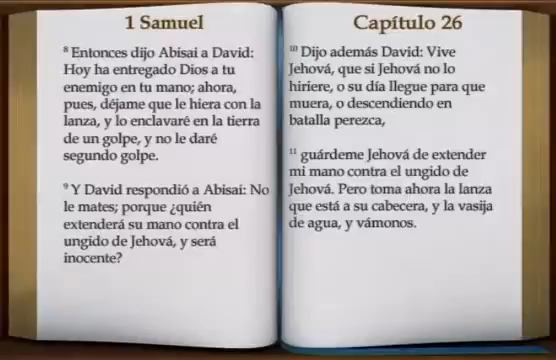 1 Samuel
⁸ Entonces dijo Abisai a David:
Hoy ha entregado Dios a tu
enemigo en tu mano; ahora,
pues, déjame que le hiera con la
lanza, y lo enclavaré en la tierra
de un golpe, y no le daré
segundo golpe.
⁹ Y David respondió a Abisai: No
le mates; porque ¿quién
extenderá su mano contra el
ungido de Jehová, y será
inocente?
Capítulo 26
¹⁰ Dijo además David: Vive
Jehová, que si Jehová no lo
hiriere, o su día llegue para que
muera, o descendiendo en
batalla perezca,
¹¹ guárdeme Jehová de extender
mi mano contra el ungido de
Jehová. Pero toma ahora la lanza
que está a su cabecera, y la vasija
de agua, y vámonos.